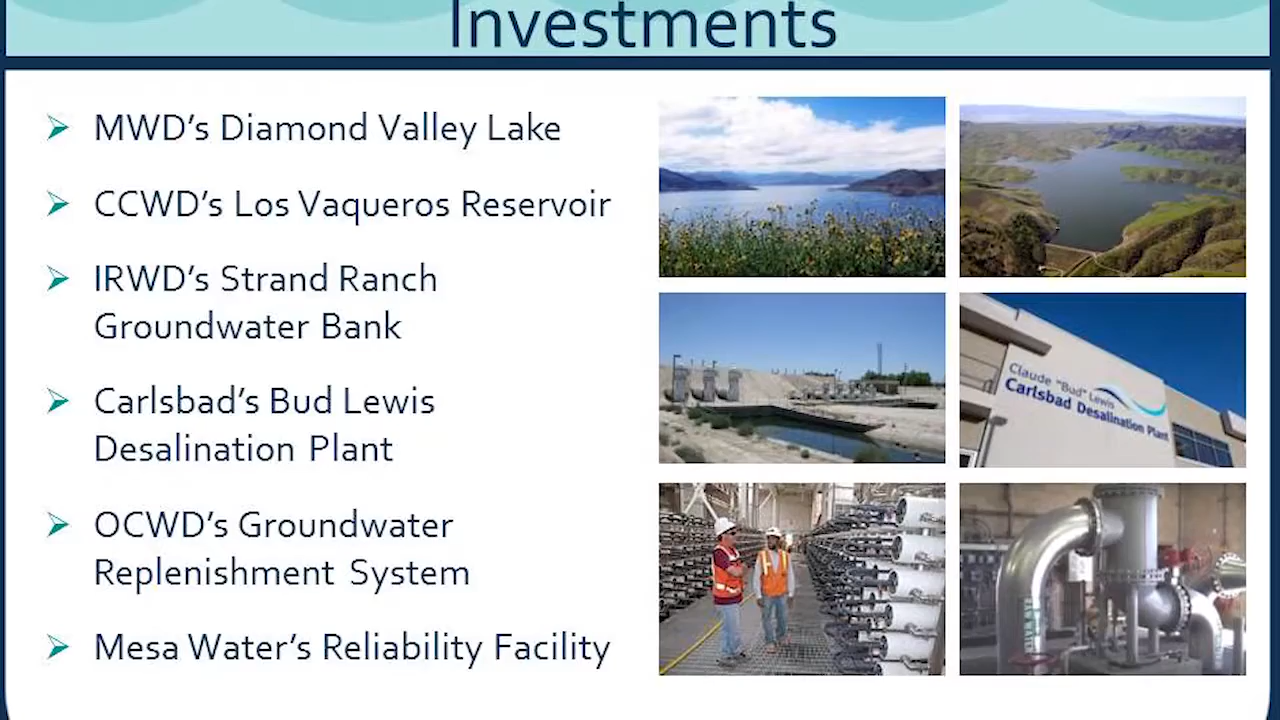 Investments
MWD's Diamond Valley Lake
CCWD's Los Vaqueros Reservoir
IRWD's Strand Ranch
Groundwater Bank
Carlsbad's Bud Lewis
Desalination Plant
OCWD's Groundwater
Replenishment System
Mesa Water's Reliability Facility
Claude "Bud" Lewis
Carlsbad Desalination Plant